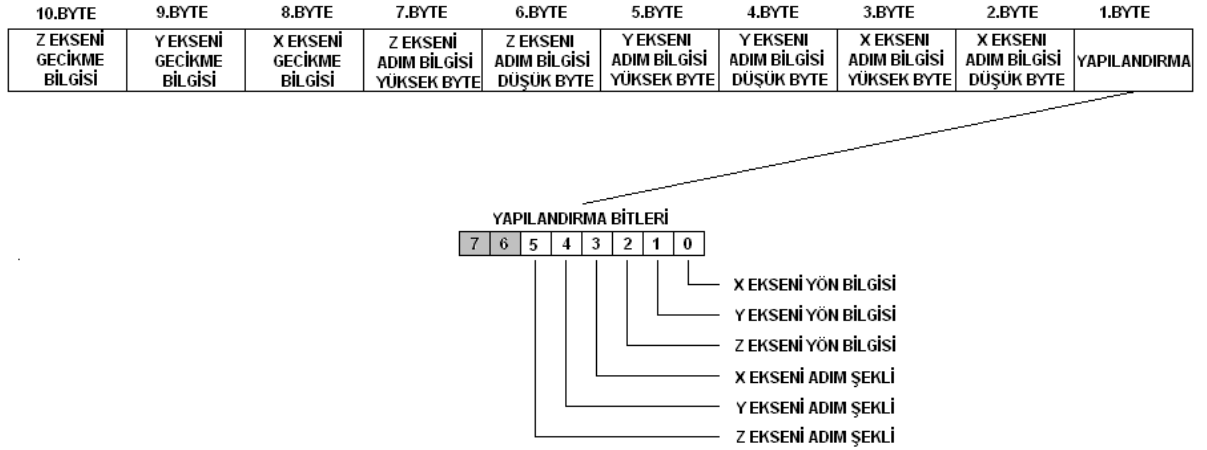 10.BYTE 9.BYTE 8.BYTE 7.BYTE 6.BYTE 5.BYTE 4.BYTE 3.BYTE 2.BYTE 1.BYTE
Z EKSENİ GECİKME BİLGİSİ
Y EKSENİ GECİKME BİLGİSİ
X EKSENİ GECİKME BİLGİSİ
Z EKSENİ ADIM BİLGİSİ YÜKSEK BYTE
Z EKSENI ADIM BİLGİSİ DÜŞÜK BYTE
Y EKSENI ADIM BİLGİSİ YÜKSEK BYTE
Y EKSENI ADIM BİLGİSİ DÜŞÜK BYTE
X EKSENI ADIM BİLGİSİ YÜKSEK BYTE
X EKSENI ADIM BİLGİSİ DÜŞÜK BYTE
YAPILANDIRMA
YAPILANDIRMA BİTLERİ
7 6 5 4 3 2 1 0
X EKSENİ YÖN BİLGİSİ
Y EKSENİ YÖN BİLGİSİ
Z EKSENİ YÖN BİLGİSİ
X EKSENİ ADIM ŞEKLİ
Y EKSENİ ADIM ŞEKLİ
Z EKSENİ ADIM ŞEKLİ